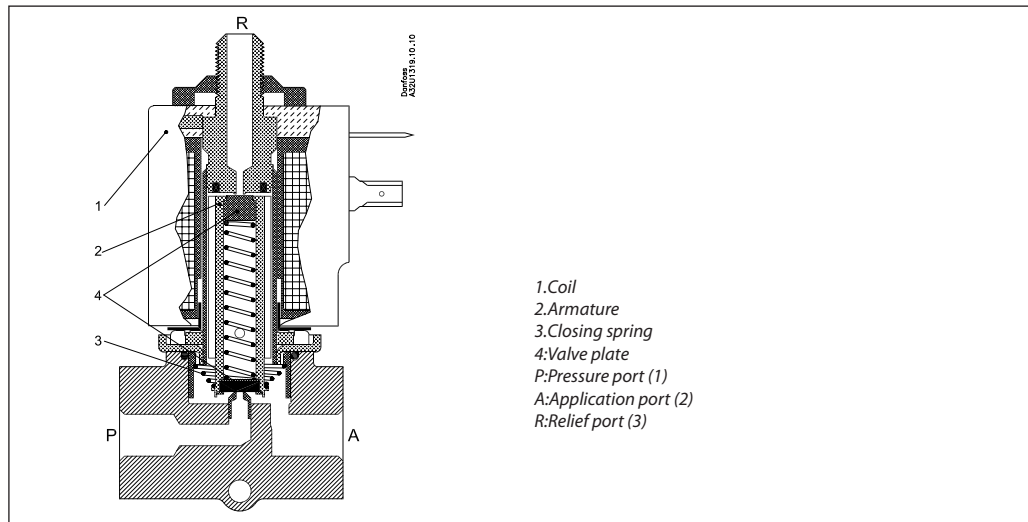 R
Danfoss
A32U1319.10.10
1
2
4
3
P
A
1.Coil
2.Armature
3.Closing spring
4:Valve plate
P:Pressure port (1)
A:Application port (2)
R:Relief port (3)